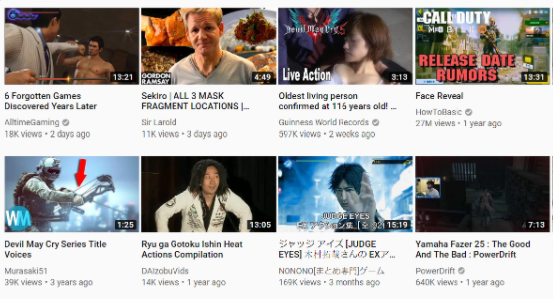 13:21
6 Forgotten Games
Discovered Years Later
AlltimeGaming
18K views • 2 days ago
GORDON
RAMSAY
4:49
Sekiro | ALL 3 MASK
FRAGMENT LOCATIONS |...
Sir Larold
11K views • 3 days ago
Devil May Cry 5
Live Action
3:13
Oldest living person
confirmed at 116 years old! ...
Guinness World Records
597K views • 2 weeks ago
CALL DUTY
MOBILE
RELEASE DATE
RUMORS
13:31
Face Reveal
HowToBasic
27M views • 1 year ago
WM
1:25
Devil May Cry Series Title
Voices
Murasaki51
39K views • 3 years ago
13:05
Ryu ga Gotoku Ishin Heat
Actions Compilation
DAIzobuVids
14K views • 1 year ago
JUDGE EYES
15:19
ジャッジ アイズ [JUDGE
EYES] 木村拓哉さんの EXア...
NONONO[まとめ専門]ゲーム
169K views • 3 months ago
7:13
Yamaha Fazer 25 : The Good
And The Bad : PowerDrift
PowerDrift
640K views • 1 year ago